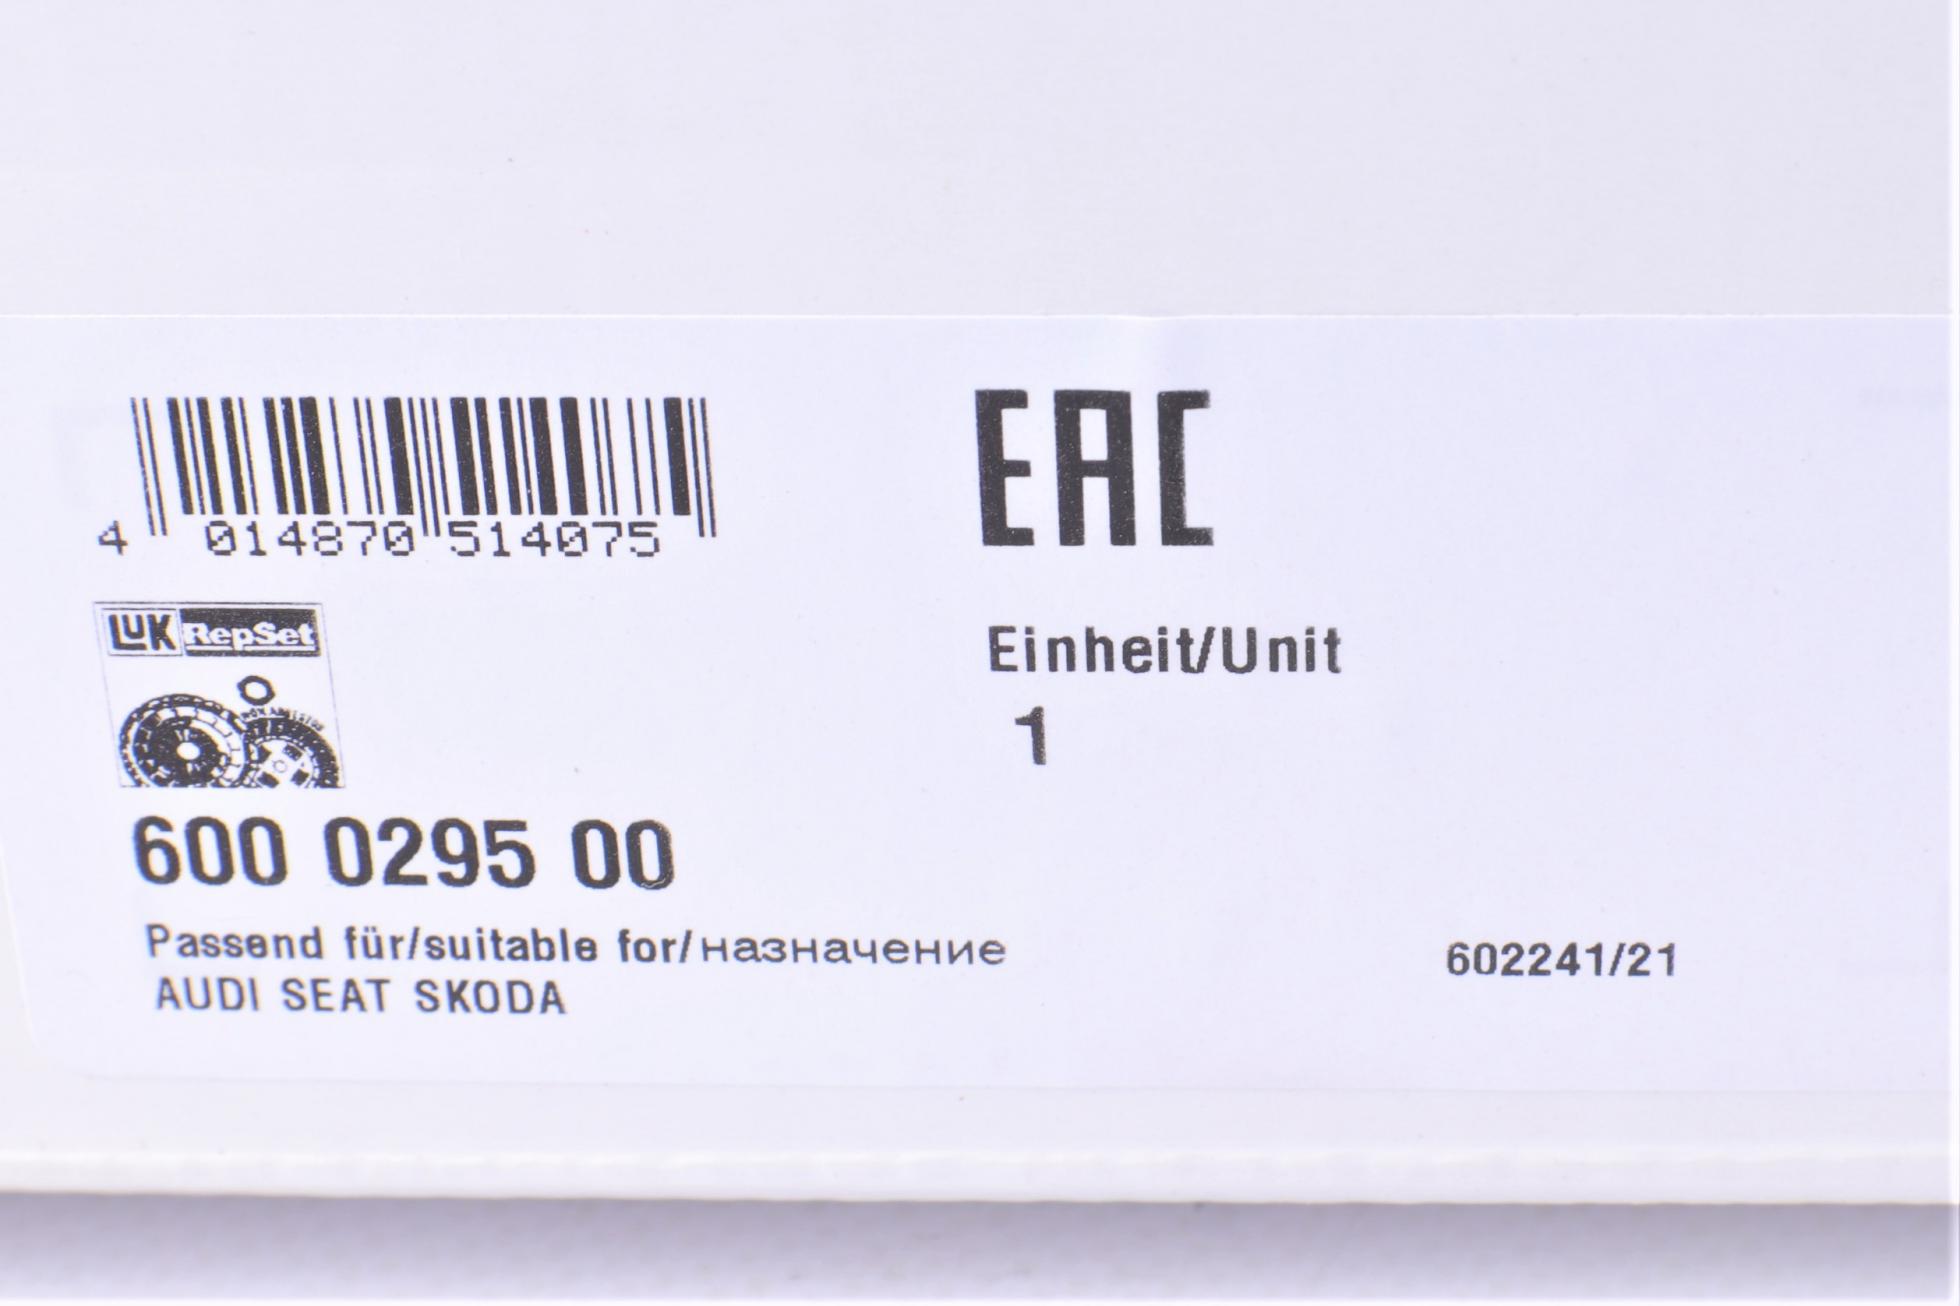 4 014870 514075
EAC
LUK RepSet
Einheit/Unit
1
600 0295 00
Passend für/suitable for/назначение
AUDI SEAT SKODA
602241/21